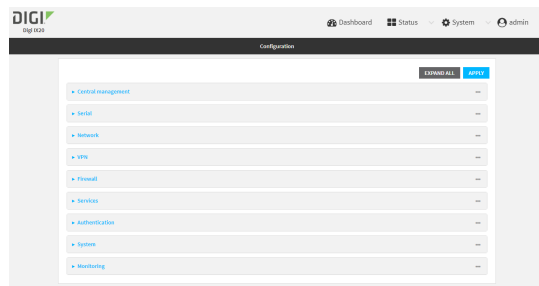 DIGI
Digi IX20
Dashboard Status System admin
Configuration
EXPAND ALL APPLY
Central management
Serial
Network
VPN
Firewall
Services
Authentication
System
Monitoring